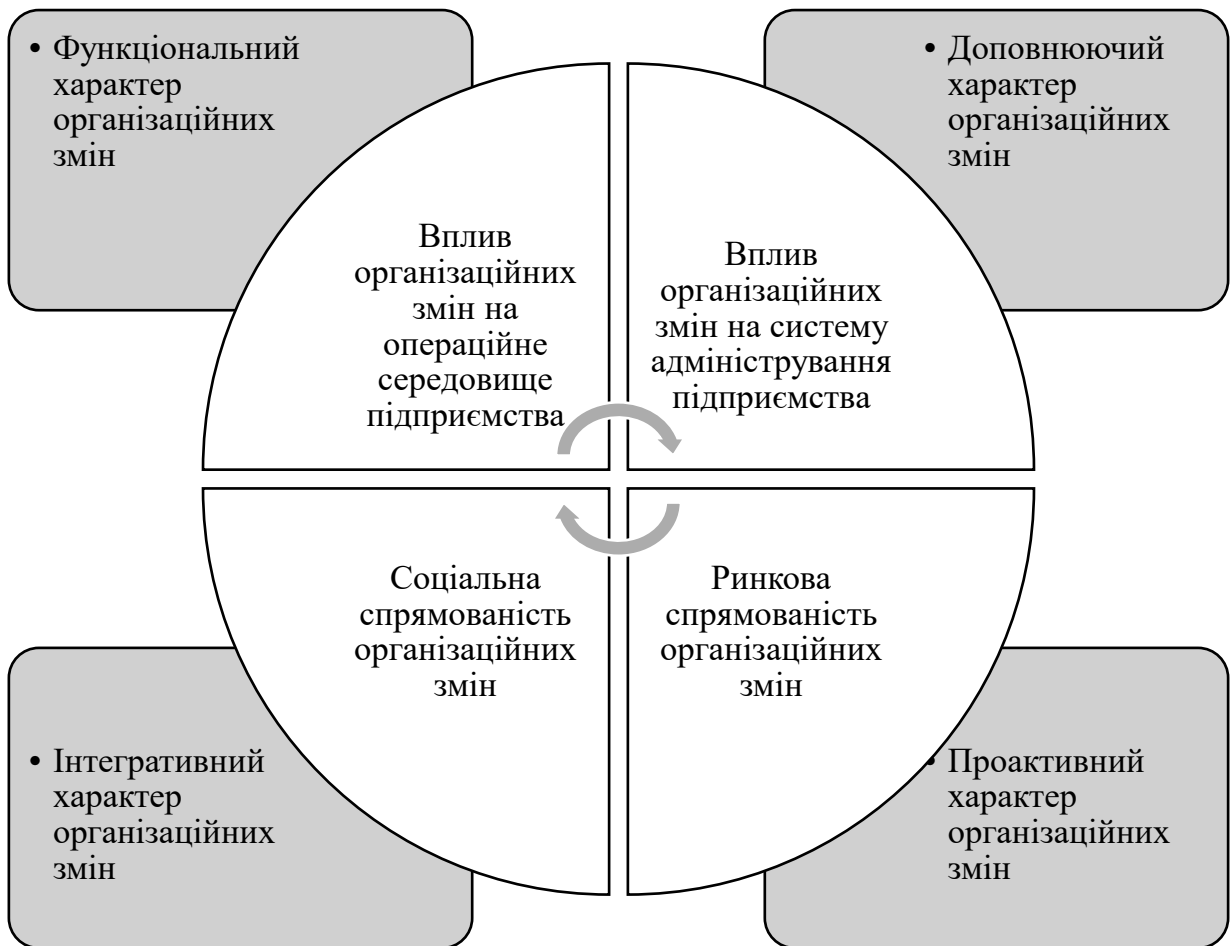 • Функціональний
характер
організаційних
змін
• Доповнюючий
характер
організаційних
змін
Вплив
організаційних
змін на
операційне
середовище
підприємства
Вплив
організаційних
змін на систему
адміністрування
підприємства
Соціальна
спрямованість
організаційних
змін
Ринкова
спрямованість
організаційних
змін
• Інтегративний
характер
організаційних
змін
• Проактивний
характер
організаційних
змін